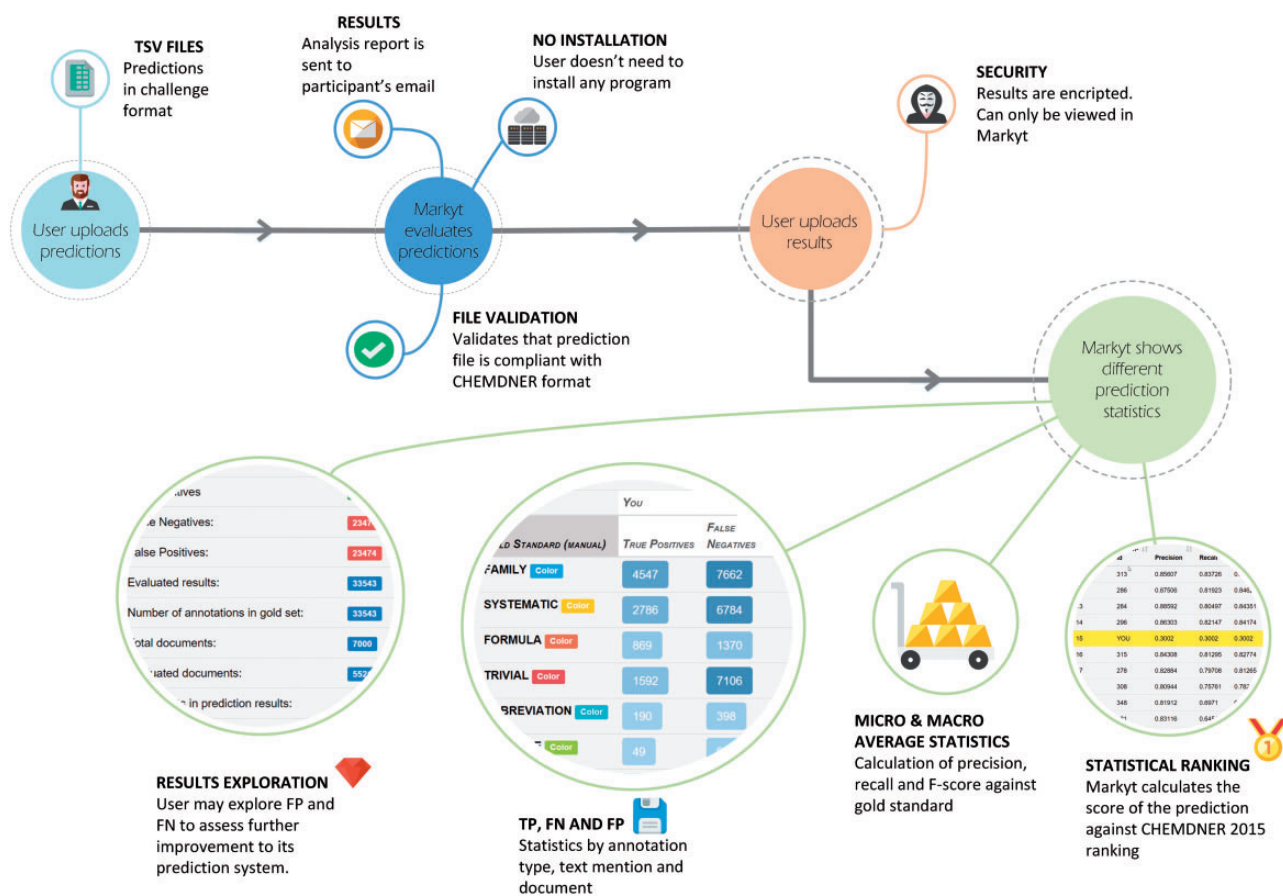 TSV FILES
Predictions
in challenge
format
RESULTS
Analysis report is
sent to
participant's email
NO INSTALLATION
User doesn't need to
install any program
SECURITY
Results are encripted.
Can only be viewed in
Markyt
User uploads
predictions
Markyt
evaluates
predictions
User uploads
results
FILE VALIDATION
Validates that prediction
file is compliant with
CHEMDNER format
Markyt shows
different
prediction
statistics
Negatives:
23474
Evaluated results:
33543
Number of annotations in gold set:
33543
documents:
7000
documents:
in prediction results:
YOU
STANDARD (MANUAL) TRUE POSITIVES
FALSE
NEGATIVES
FAMILY Color 4547 7662
SYSTEMATIC Color 2786 6784
FORMULA Color 869 1370
TRIVIAL Color 1592 7106
Color 190 398
Color 49
Precision
313 0.85607 0.83726
286 0.87506 0.81923
284 0.88592 0.80497 0.84351
296 0.86303 0.82147 0.84174
15 YOU 0.3002 0.3002 0.3002
315 0.84308 0.81295 0.82774
278 0.82884 0.79706 0.81265
308 0.80944 0.75761
348 0.81912
0.83116
RESULTS EXPLORATION
User may explore FP and
FN to assess further
improvement to its
prediction system.
TP, FN AND FP
Statistics by annotation
type, text mention and
document
MICRO & MACRO
AVERAGE STATISTICS
Calculation of precision,
recall and F-score against
gold standard
1
STATISTICAL RANKING
Markyt calculates the
score of the prediction
against CHEMDNER 2015
ranking